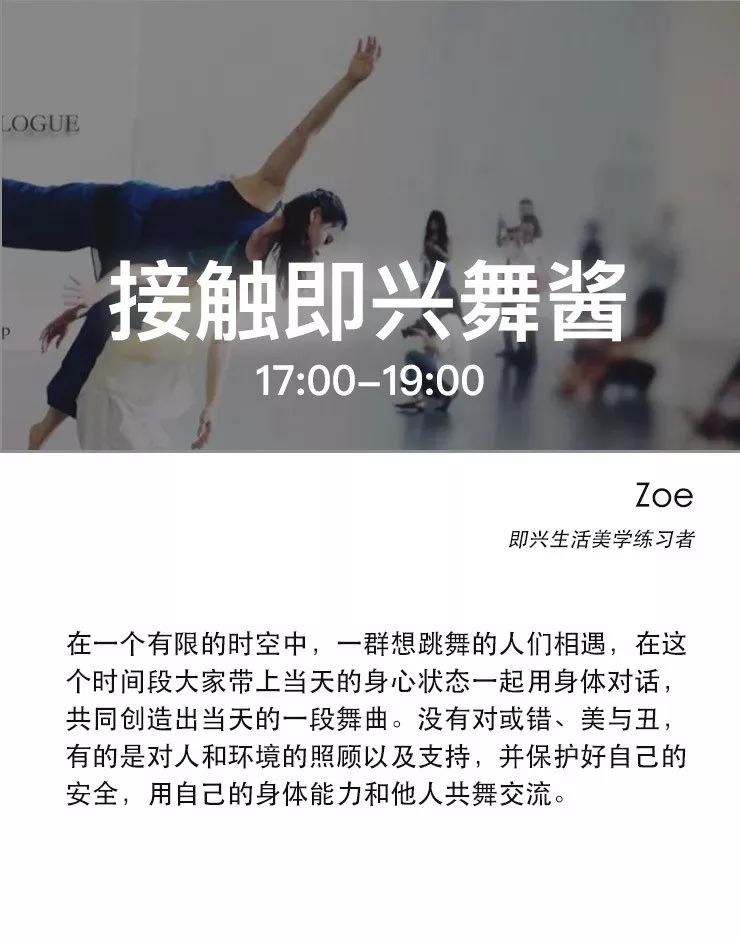 LOGUE
接触即兴舞酱
p
17:00–19:00
Zoe
即兴生活美学练习者
在一个有限的时空中，一群想跳舞的人们相遇，在这
个时间段大家带上当天的身心状态一起用身体对话，
共同创造出当天的一段舞曲。没有对或错、美与丑，
有的是对人和环境的照顾以及支持，并保护好自己的
安全，用自己的身体能力和他人共舞交流。